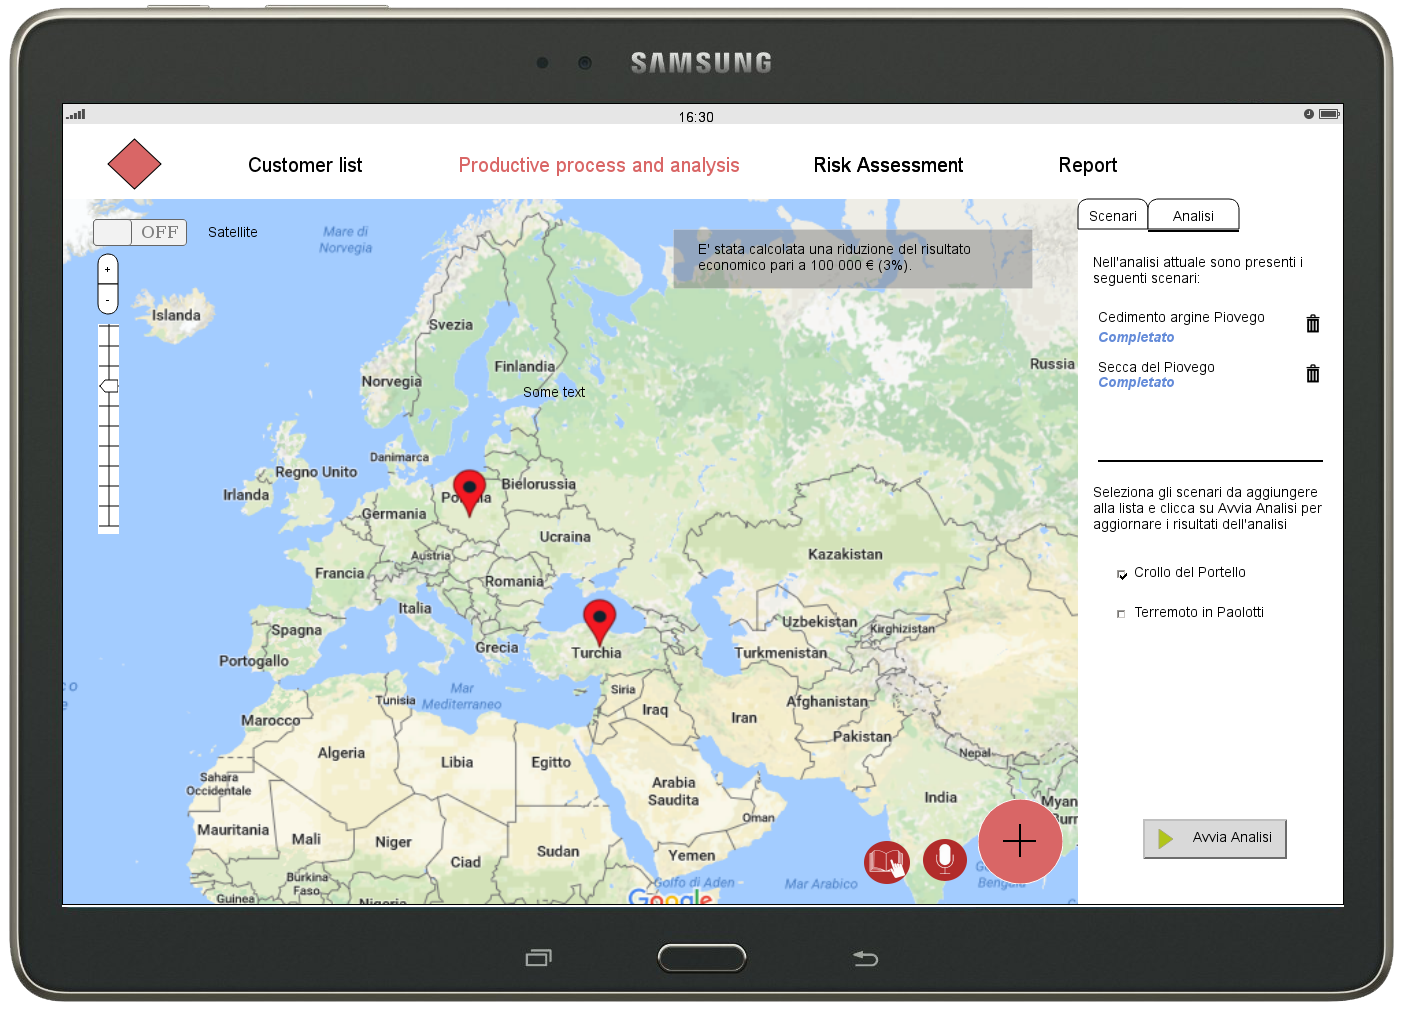 SAMSUNG
16:30
Customer list
Productive process and analysis
Risk Assessment
Report
OFF
Satellite
+
-
Mare di
Norvegia
E' stata calcolata una riduzione del risultato
economico pari a 100 000 € (3%).
Scenari
Analisi
Nell'analisi attuale sono presenti i
seguenti scenari:
Cedimento argine Piovego
Completato
Secca del Piovego
Completato
Seleziona gli scenari da aggiungere
alla lista e clicca su Avvia Analisi per
aggiornare i risultati dell'analisi
Crollo del Portello
Terremoto in Paolotti
Avvia Analisi
Islanda
Svezia
Finlandia
Norvegia
Russia
Some text
Danimarca
Regno Unito
Irlanda
Bielorussia
Germania
Ucraina
Austria
Kazakistan
Francia
Romania
Italia
Spagna
Uzbekistan
Kirghizistan
Grecia
Turchia
Turkmenistan
Portogallo
Siria
Mar
Mediterraneo
Tunisia
Afghanistan
Iraq
Iran
Marocco
Pakistan
Algeria
Libia
Egitto
Nepal
Sahara
Occidentale
Arabia
Saudita
India
Myan
Burn
Oman
Mauritania
Mali
Niger
Ciad
Sudan
Yemen
Burkina
Faso
Guinea
Nigeria
Golfo di Aden
Mar Arabico
Google